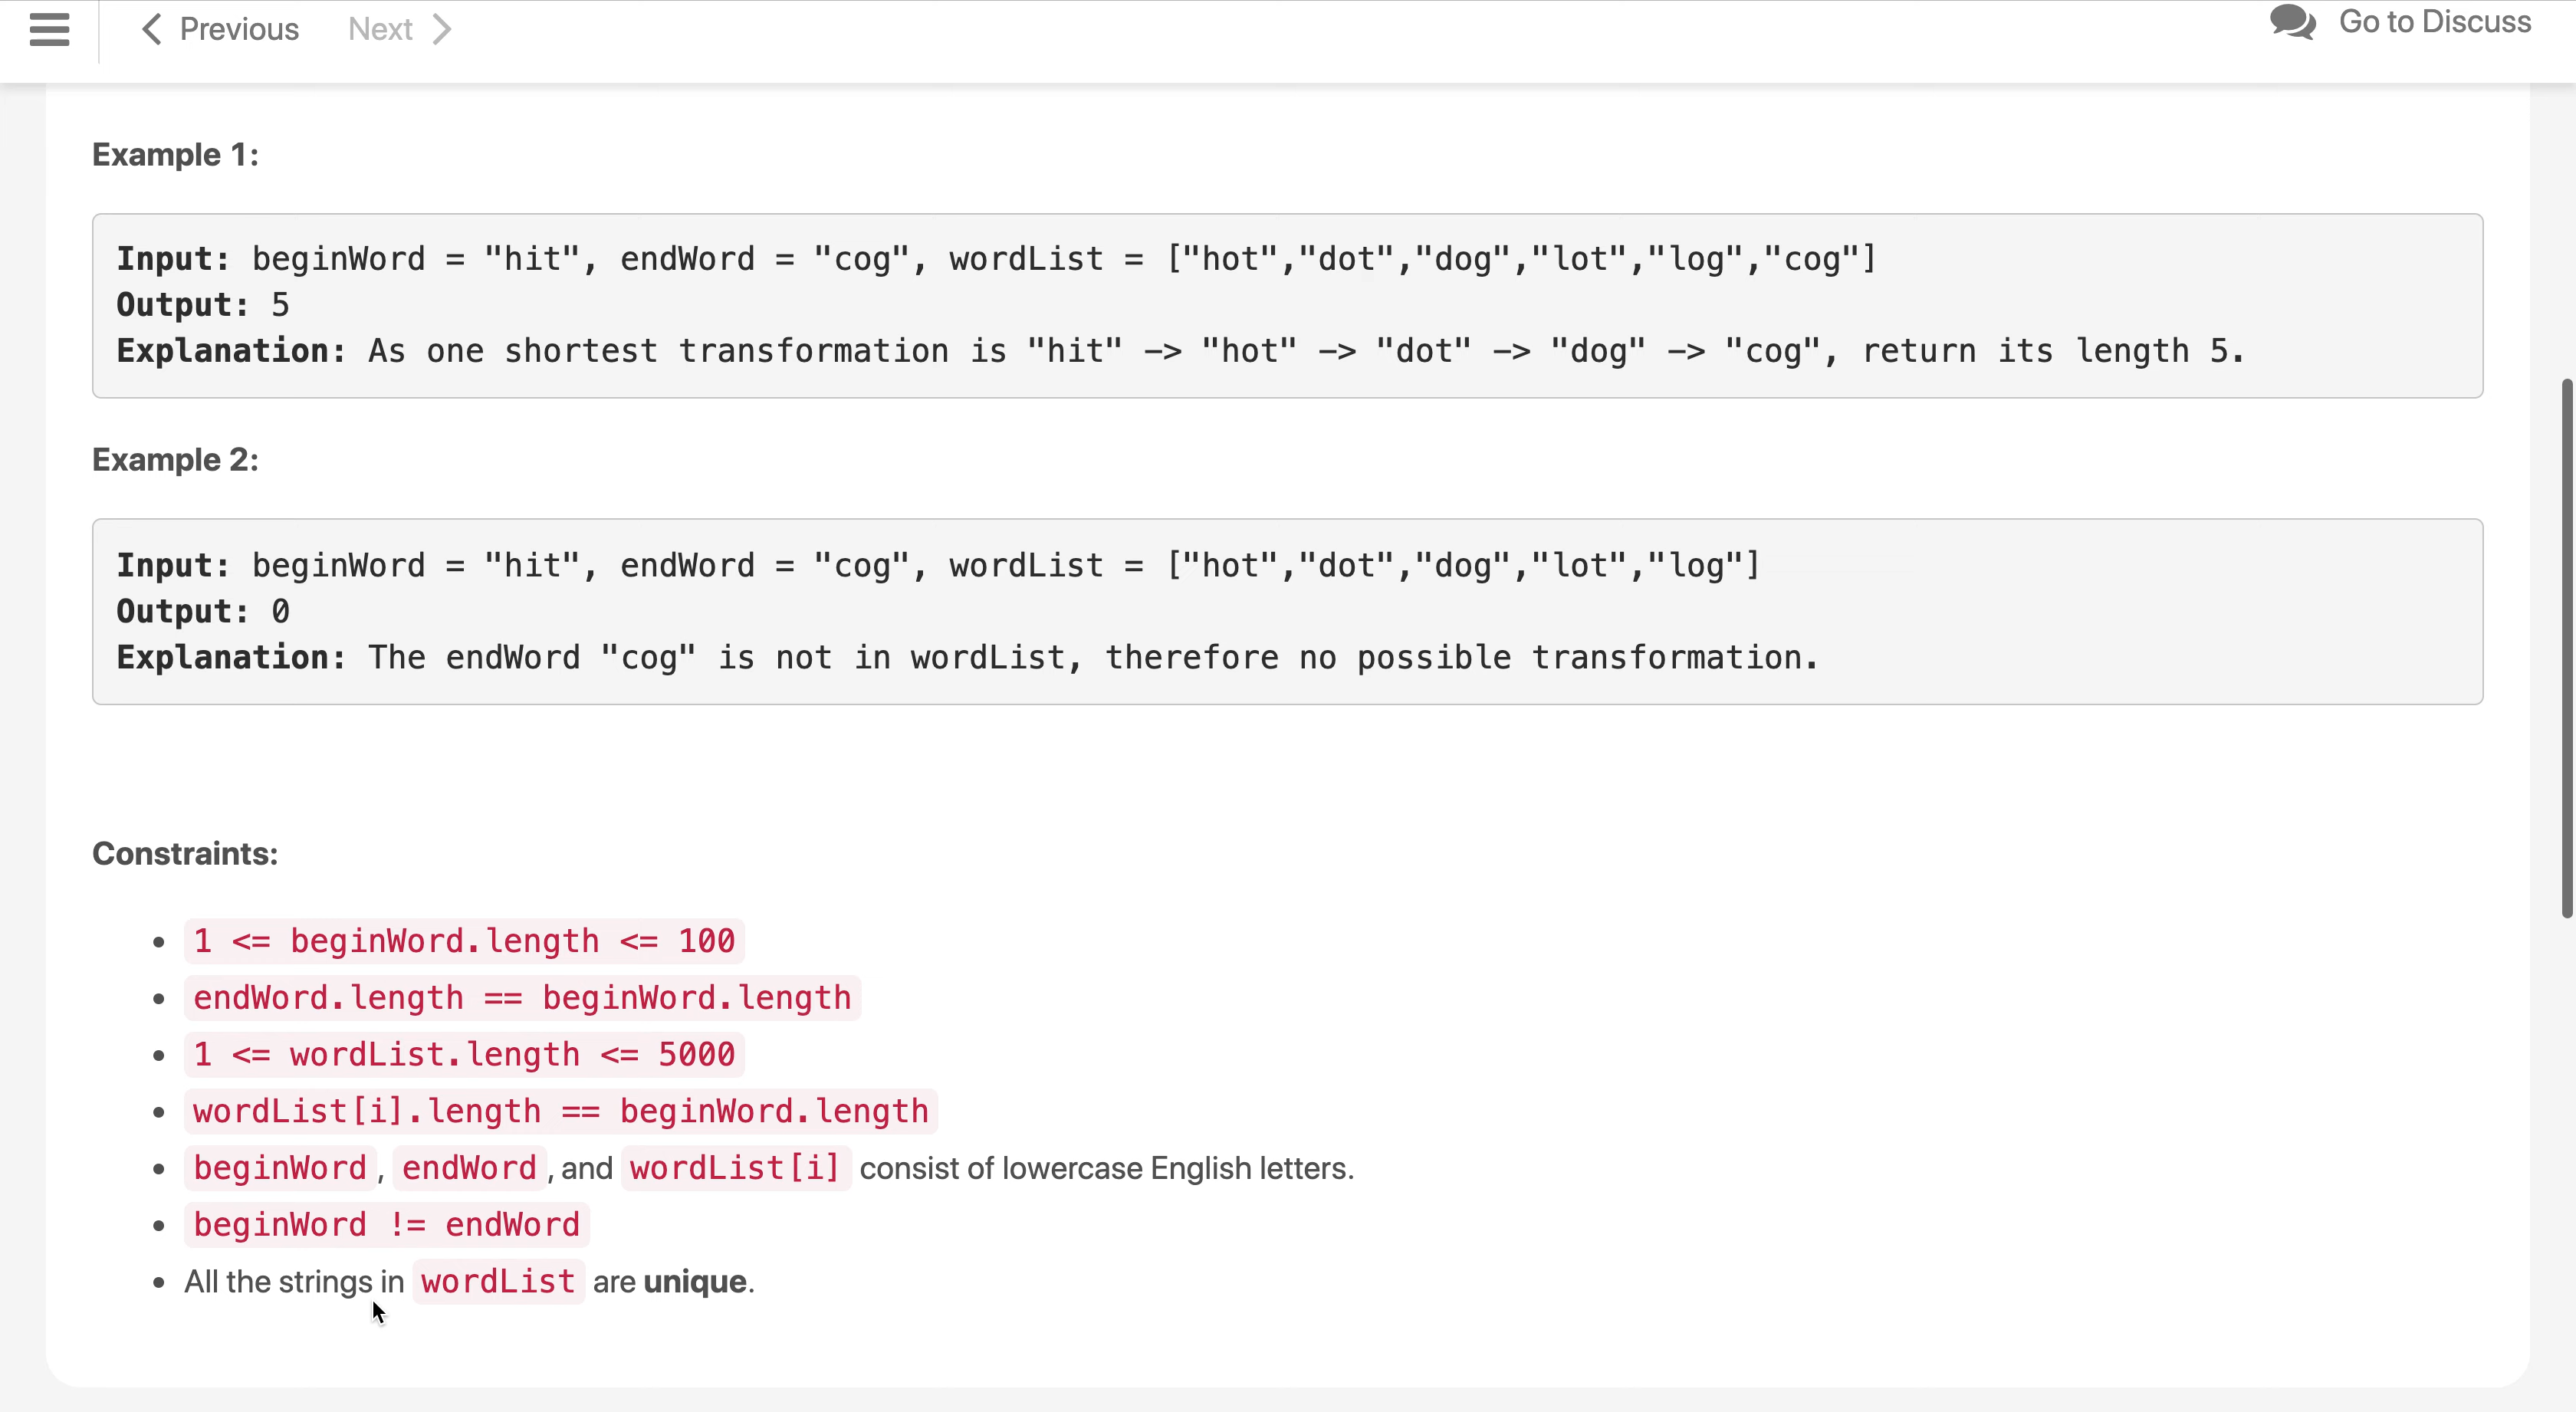 Previous Next Go to Discuss
Example 1:
Input: beginWord = "hit", endWord = "cog", wordList = ["hot","dot","dog","lot","log","cog"]
Output: 5
Explanation: As one shortest transformation is "hit" -> "hot" -> "dot" -> "dog" -> "cog", return its length 5.
Example 2:
Input: beginWord = "hit", endWord = "cog", wordList = ["hot","dot","dog","lot","log"]
Output: 0
Explanation: The endWord "cog" is not in wordList, therefore no possible transformation.
Constraints:
1 <= beginWord.length <= 100
endWord.length == beginWord.length
1 <= wordList.length <= 5000
wordList[i].length == beginWord.length
beginWord, endWord, and wordList[i] consist of lowercase English letters.
beginWord != endWord
All the strings in wordList are unique.